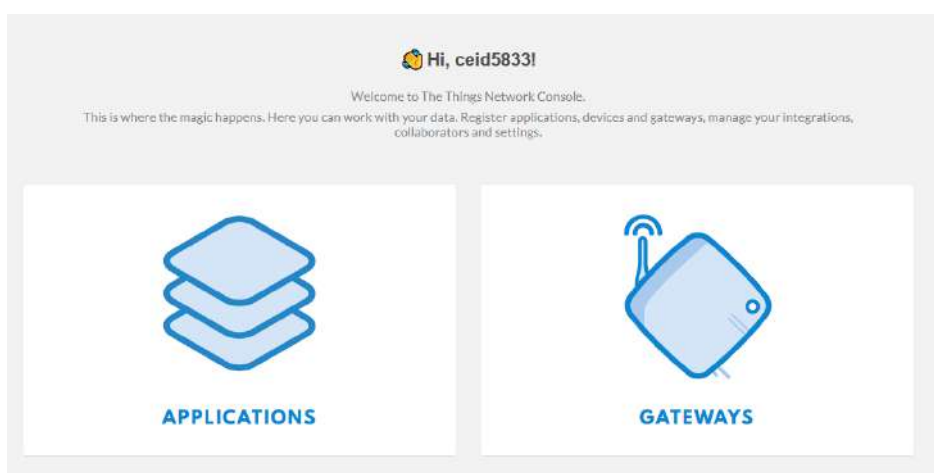 Hi, ceid5833!
Welcome to The Things Network Console.
This is where the magic happens. Here you can work with your data. Register applications, devices and gateways, manage your integrations,
collaborators and settings.
APPLICATIONS
GATEWAYS